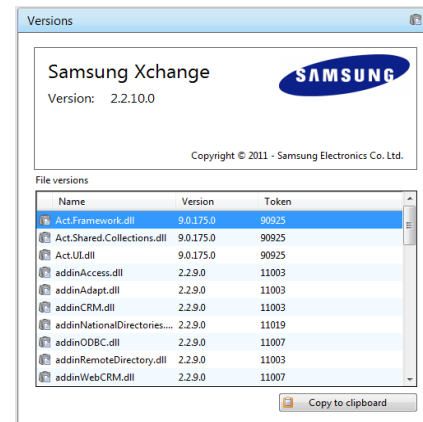 Versions
Samsung Xchange
Version: 2.2.10.0
SAMSUNG
Copyright © 2011 - Samsung Electronics Co. Ltd.
File versions
Name Version Token
Act.Framework.dll 9.0.175.0 90925
Act.Shared.Collections.dll 9.0.175.0 90925
Act.UI.dll 9.0.175.0 90925
addinAccess.dll 2.2.9.0 11003
addinAdapt.dll 2.2.9.0 11003
addinCRM.dll 2.2.9.0 11003
addinNationalDirectories.... 2.2.9.0 11019
addinODBC.dll 2.2.9.0 11007
addinRemoteDirectory.dll 2.2.9.0 11003
addinWebCRM.dll 2.2.9.0 11007
Copy to clipboard